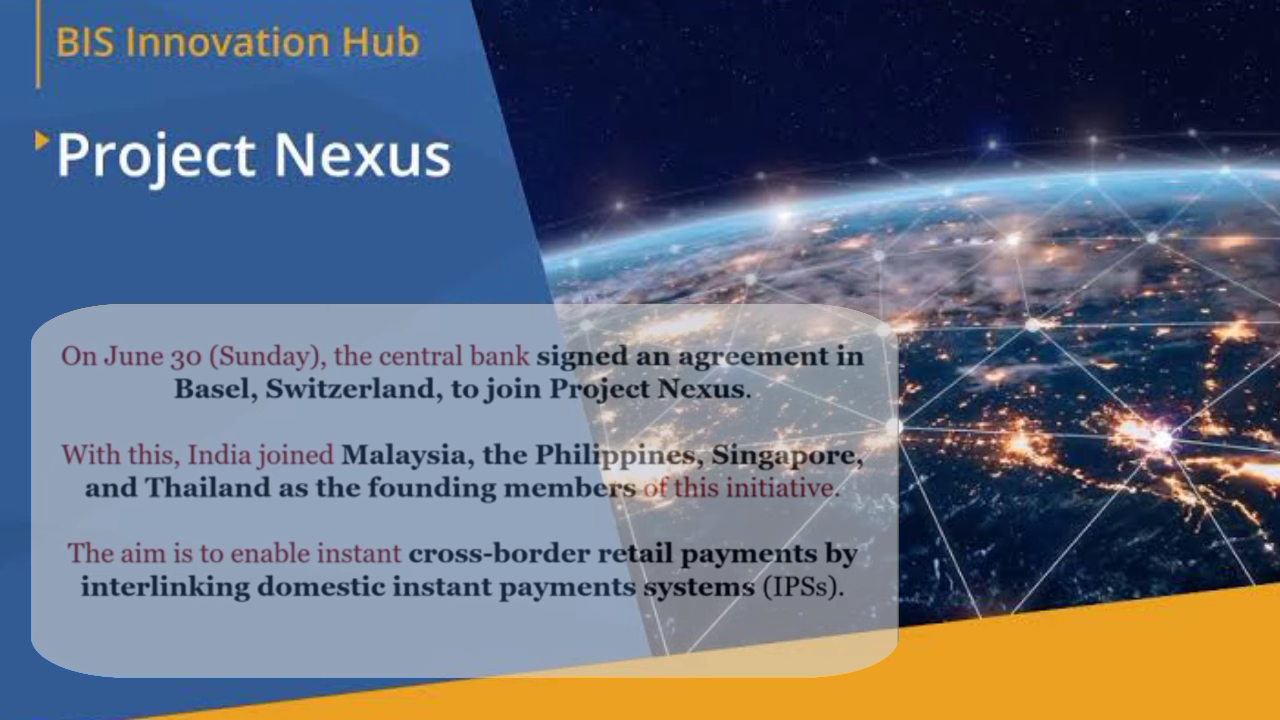 BIS Innovation Hub
Project Nexus
On June 30 (Sunday), the central bank signed an agreement in
Basel, Switzerland, to join Project Nexus.
With this, India joined Malaysia, the Philippines, Singapore,
and Thailand as the founding members of this initiative.
The aim is to enable instant cross-border retail payments by
interlinking domestic instant payments systems (IPSs).